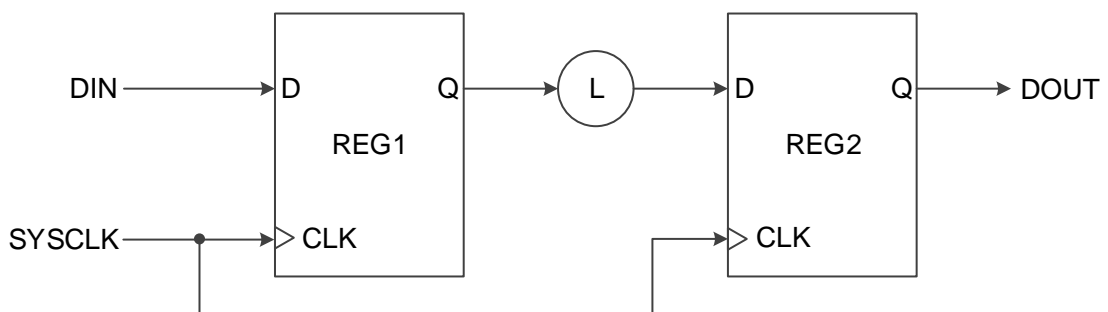 DIN
D
Q
REG1
SYSCLK
CLK
L
D
Q
REG2
CLK
DOUT